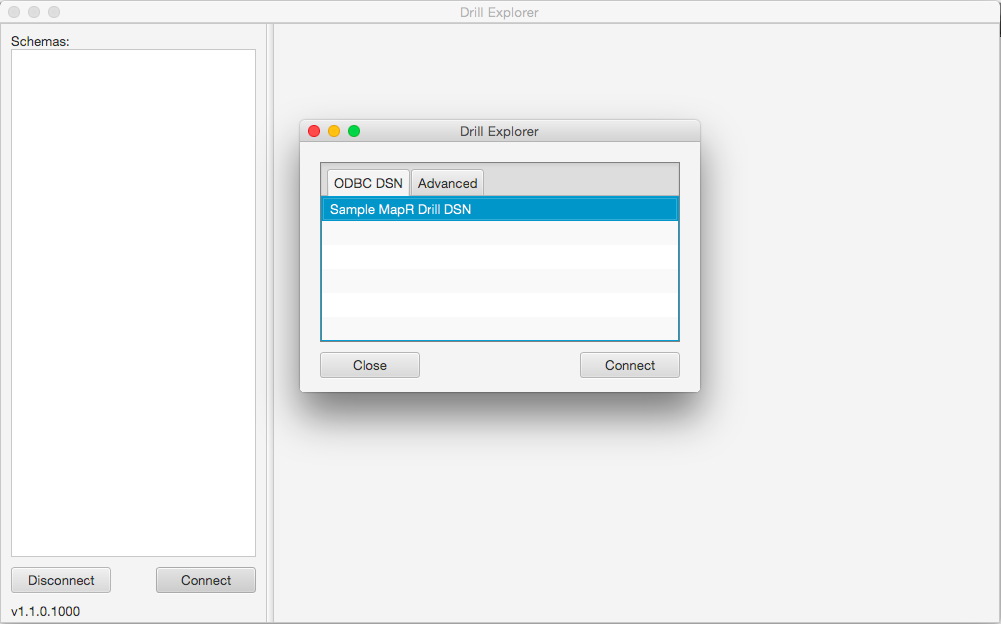 Drill Explorer
Schemas:
Drill Explorer
ODBC DSN Advanced
Sample MapR Drill DSN
Close Connect
Disconnect Connect
v1.1.0.1000